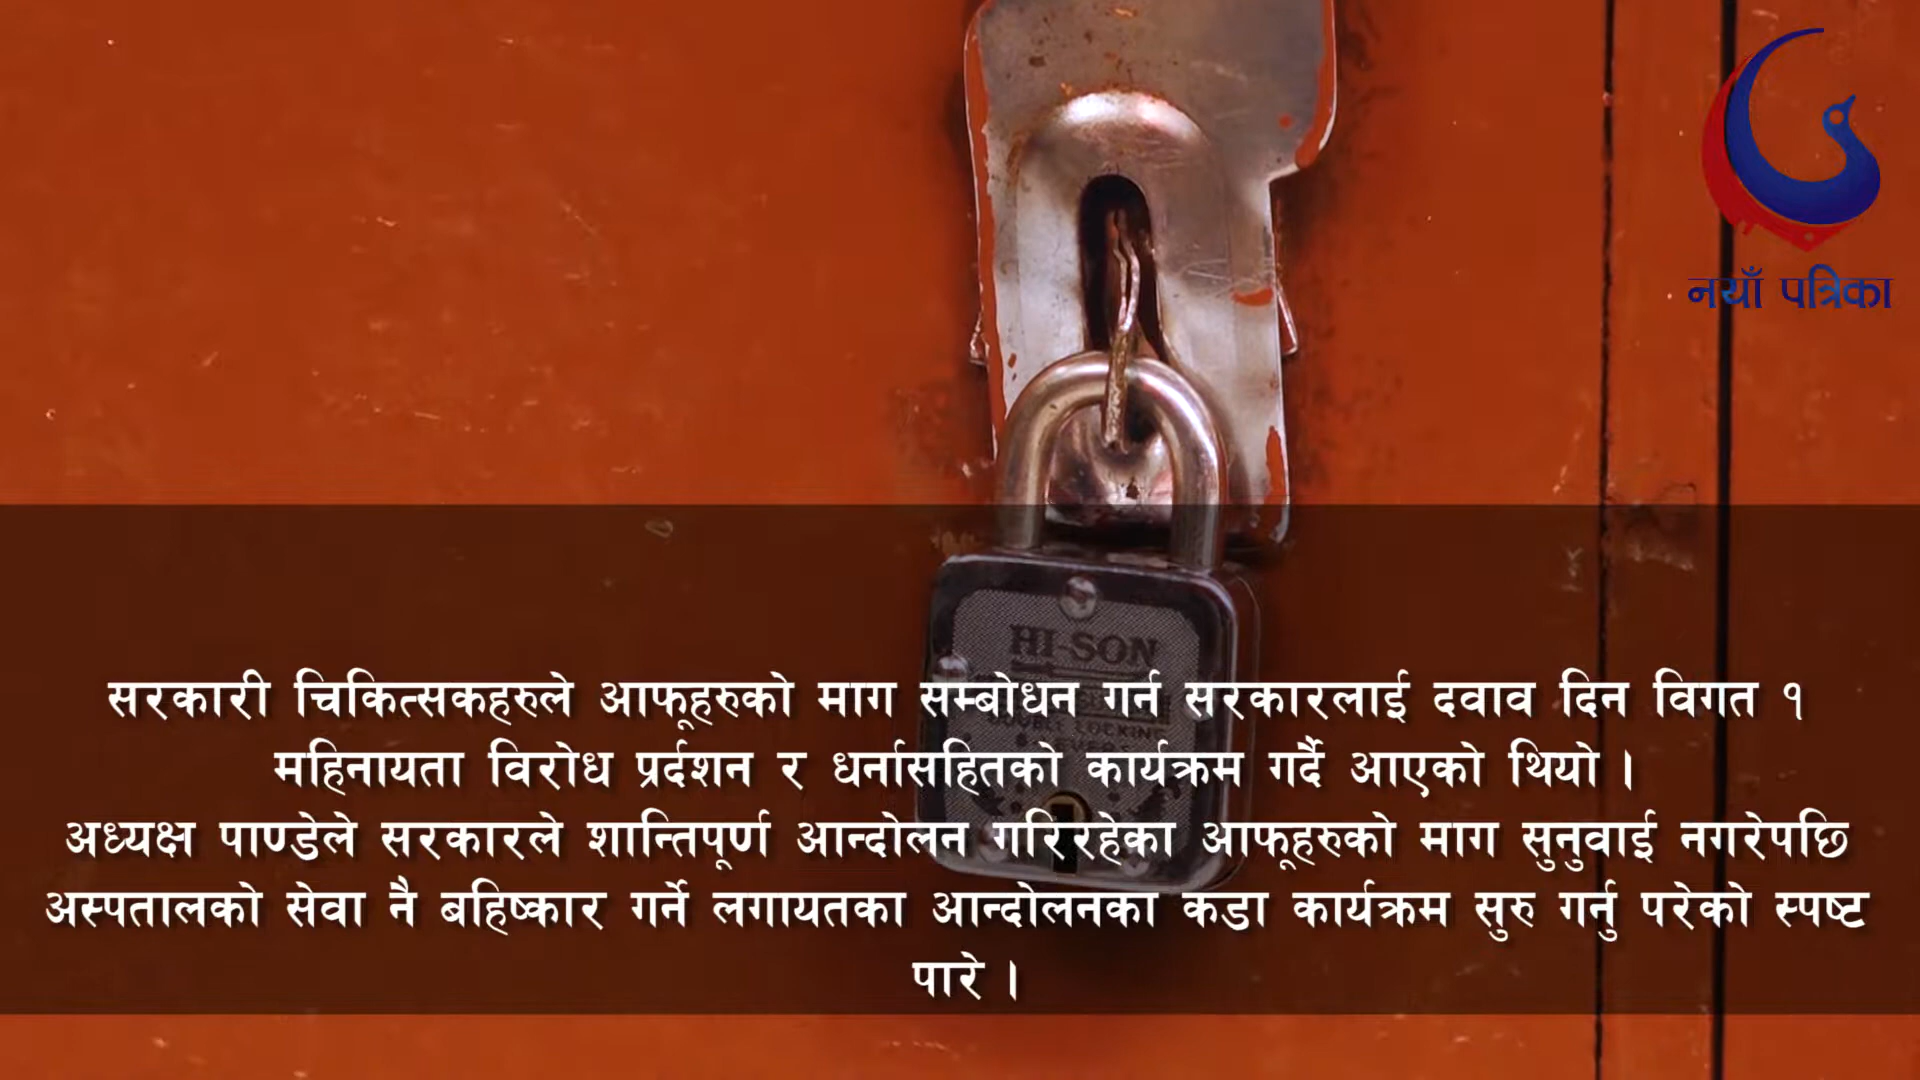 नयाँ पत्रिका
HI-SON
LOCKING
सरकारी चिकित्सकहरुले आफूहरुको माग सम्बोधन गर्न सरकारलाई दवाव दिन विगत १
महिनायता विरोध प्रर्दशन र धर्नासहितको कार्यक्रम गर्दै आएको थियो ।
अध्यक्ष पाण्डेले सरकारले शान्तिपूर्ण आन्दोलन गरिरहेका आफूहरुको माग सुनुवाई नगरेपछि
अस्पतालको सेवा नै बहिष्कार गर्ने लगायतका आन्दोलनका कडा कार्यक्रम सुरु गर्नु परेको स्पष्ट
पारे ।